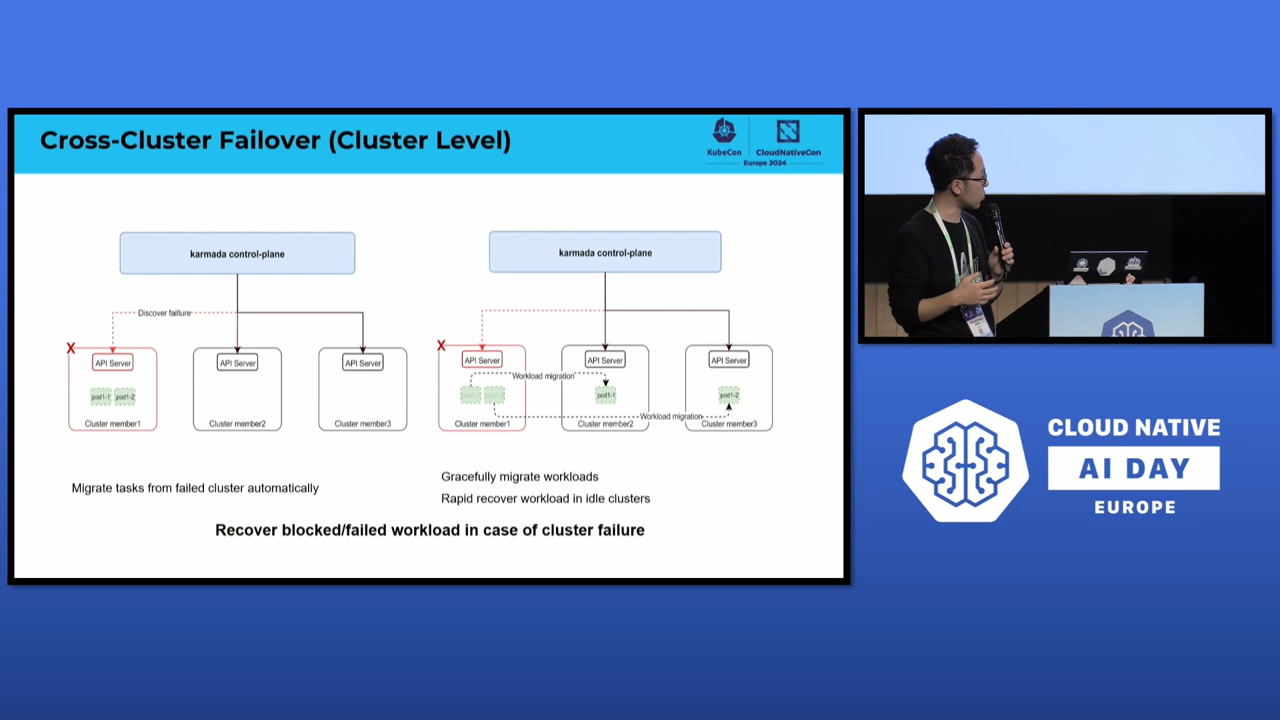 Cross-Cluster Failover (Cluster Level)
KubeCon
CloudNativeCon
Europe 2024
karmada control-plane
Discover failture
X
API Server
API Server
API Server
pod1-1
pod1-2
Cluster member1
Cluster member2
Cluster member3
Migrate tasks from failed cluster automatically
karmada control-plane
X
API Server
API Server
API Server
Workload migration
pod1-1
pod1-2
Workload migration
Cluster member1
Cluster member2
Cluster member3
Gracefully migrate workloads
Rapid recover workload in idle clusters
Recover blocked/failed workload in case of cluster failure
CLOUD NATIVE
AI DAY
EUROPE